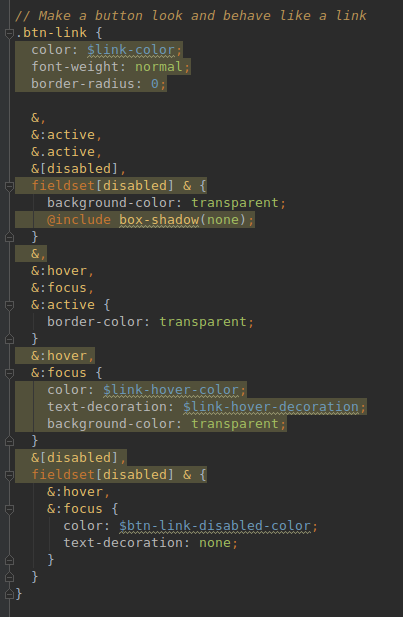 // Make a button look and behave like a link
.btn-link {
  color: $link-color;
  font-weight: normal;
  border-radius: 0;

  &,
  &:active,
  &.active,
  &[disabled],
  fieldset[disabled] & {
    background-color: transparent;
    @include box-shadow(none);
  }
  &,
  &:hover,
  &:focus,
  &:active {
    border-color: transparent;
  }
  &:hover,
  &:focus {
    color: $link-hover-color;
    text-decoration: $link-hover-decoration;
    background-color: transparent;
  }
  &[disabled],
  fieldset[disabled] & {
    &:hover,
    &:focus {
      color: $btn-link-disabled-color;
      text-decoration: none;
    }
  }
}